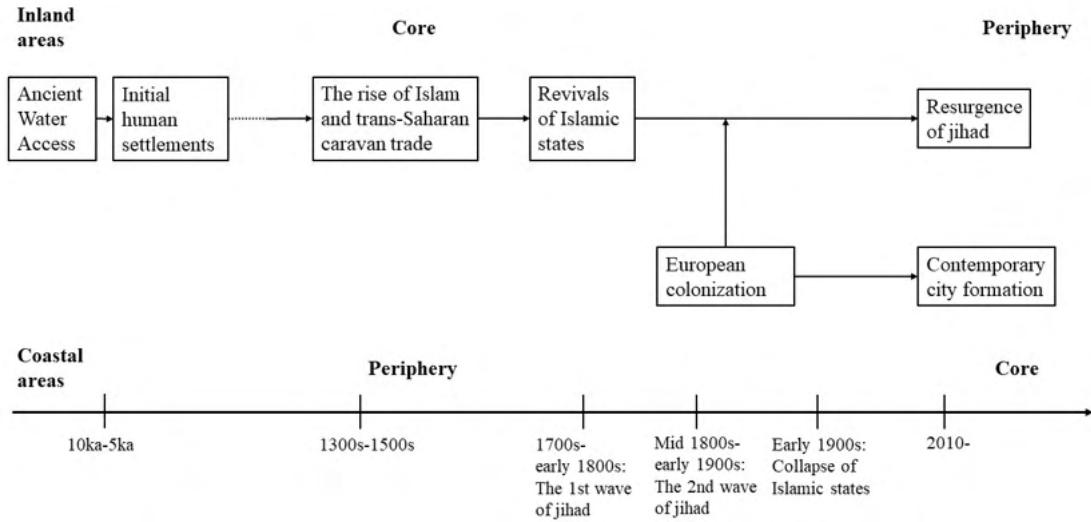 Inland
areas
Core
Periphery
Ancient
Water
Access
Initial
human
settlements
The rise of Islam
and trans-Saharan
caravan trade
Revivals
of Islamic
states
Resurgence
of jihad
European
colonization
Contemporary
city formation
Coastal
areas
Periphery
Core
10ka-5ka
1300s-1500s
1700s-
early 1800s:
The 1st wave
of jihad
Mid 1800s-
early 1900s:
The 2nd wave
of jihad
Early 1900s:
Collapse of
Islamic states
2010-